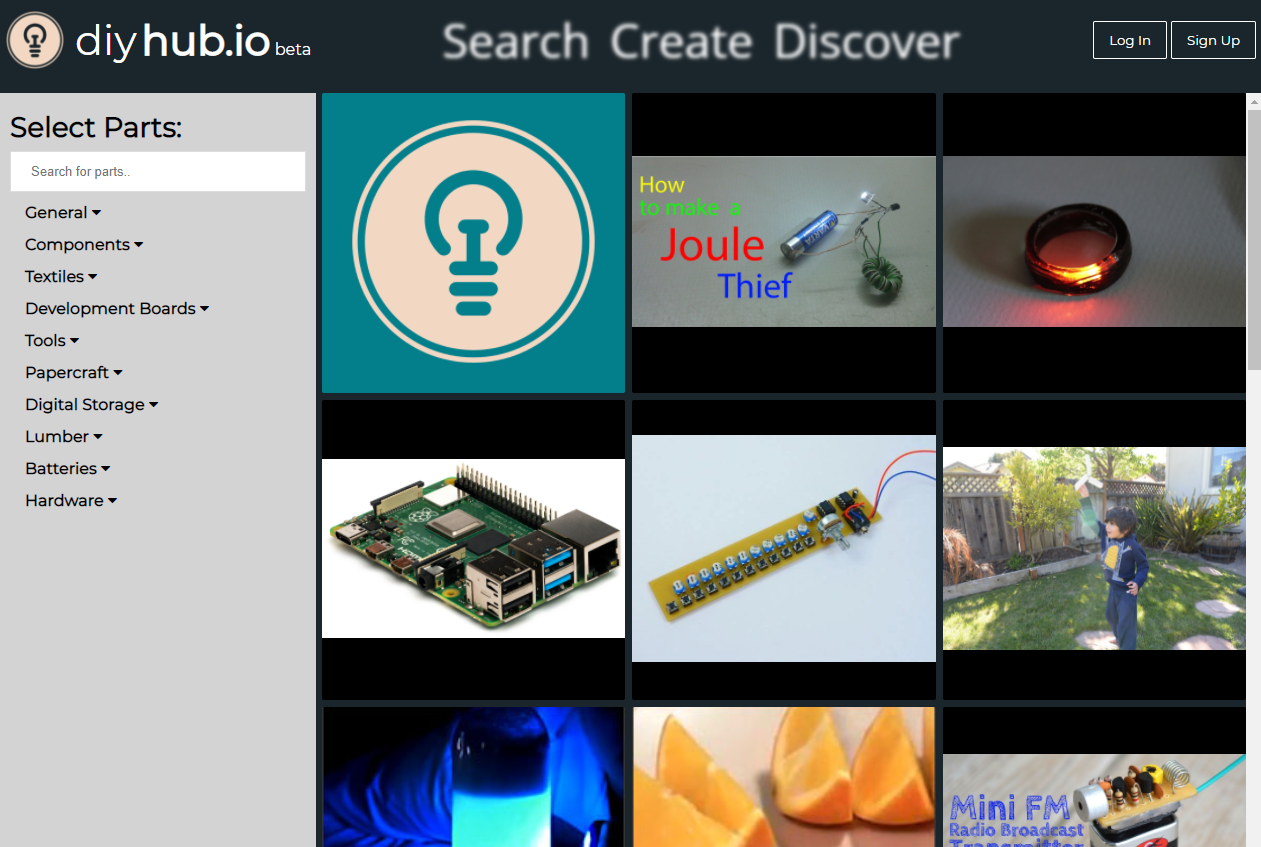 diyhub.io beta
Search Create Discover
Log In
Sign Up
Select Parts:
Search for parts..
General
Components
Textiles
Development Boards
Tools
Papercraft
Digital Storage
Lumber
Batteries
Hardware
How
to make a
Joule
Thief
Mini FM
Radio Broadcast
Transmitter